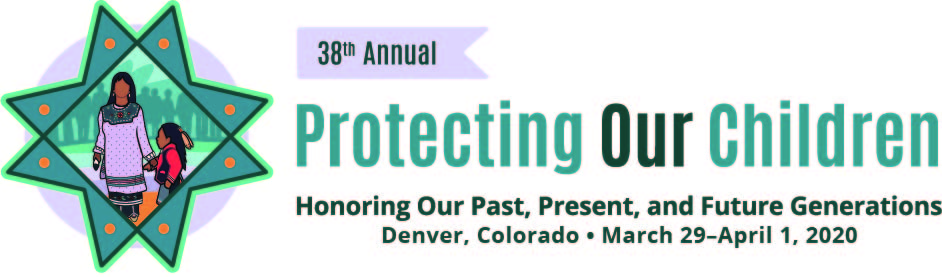 38th Annual
Protecting Our Children
Honoring Our Past, Present, and Future Generations
Denver, Colorado • March 29–April 1, 2020